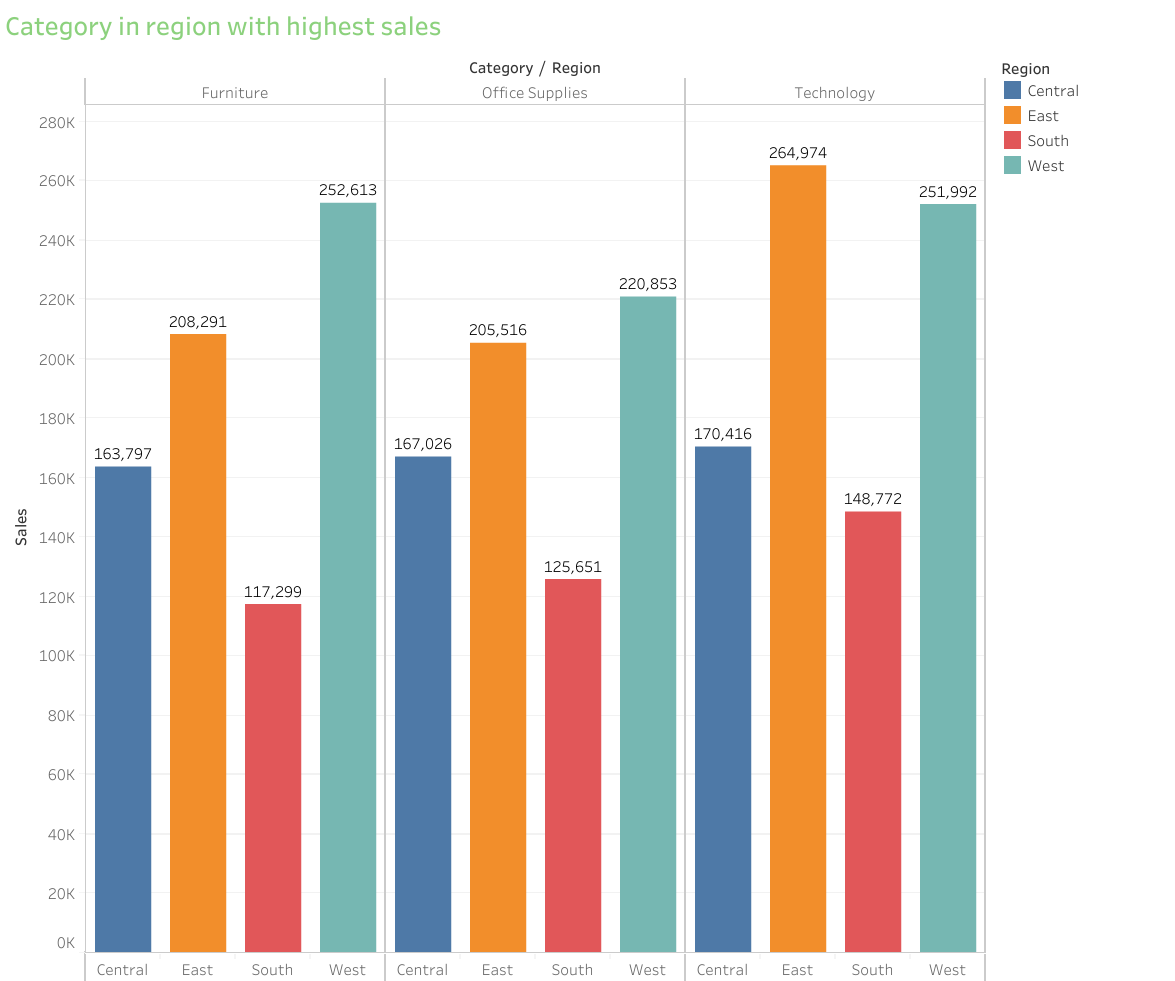 Category in region with highest sales
Category / Region
Region
Furniture
Office Supplies
Technology
Central
East
South
West
280K
260K
240K
220K
200K
180K
160K
140K
120K
100K
80K
60K
40K
20K
0K
Sales
163,797
208,291
117,299
252,613
167,026
205,516
125,651
220,853
170,416
264,974
148,772
251,992
Central
East
South
West
Central
East
South
West
Central
East
South
West